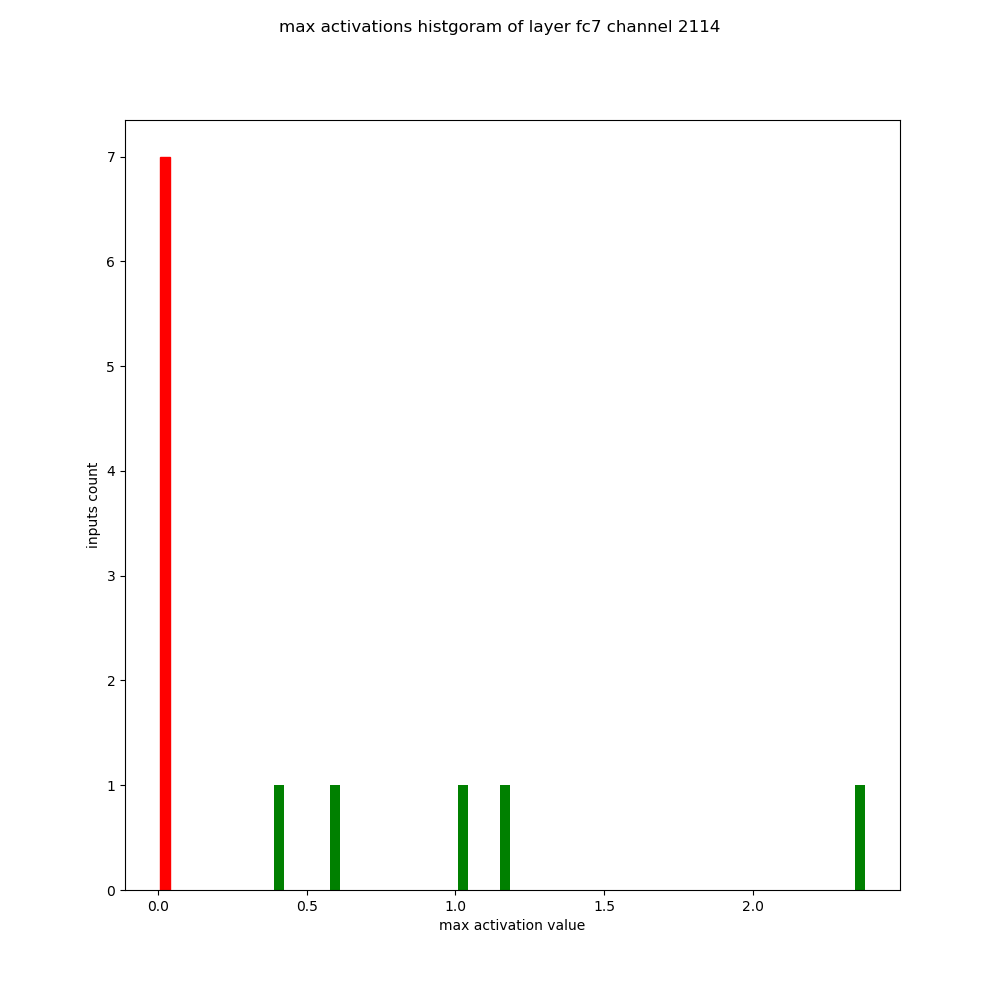 max activations histgoram of layer fc7 channel 2114
7
6
5
4
3
2
1
0
inputs count
0.0 0.5 1.0 1.5 2.0
max activation value